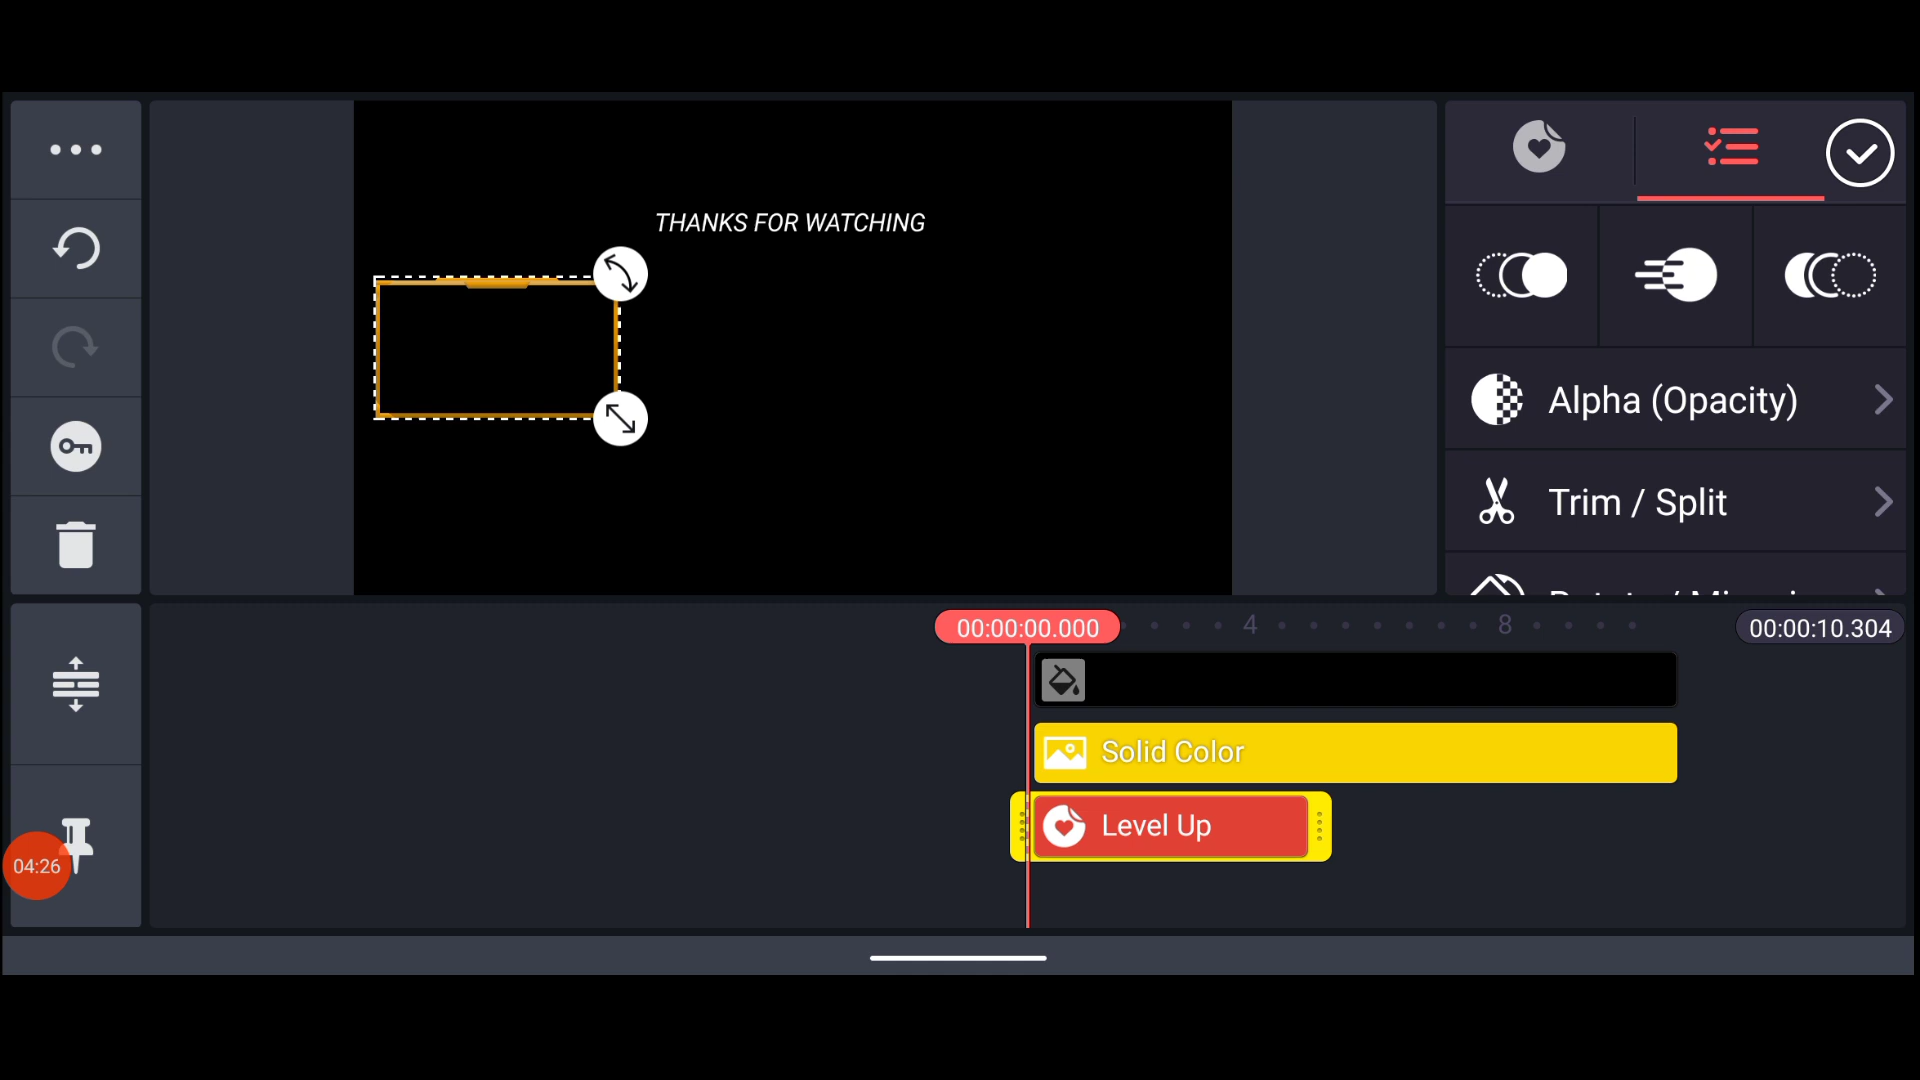 THANKS FOR WATCHING
Alpha (Opacity)
Trim / Split
00:00:00.000
4
8
00:00:10.304
Solid Color
Level Up
04:26